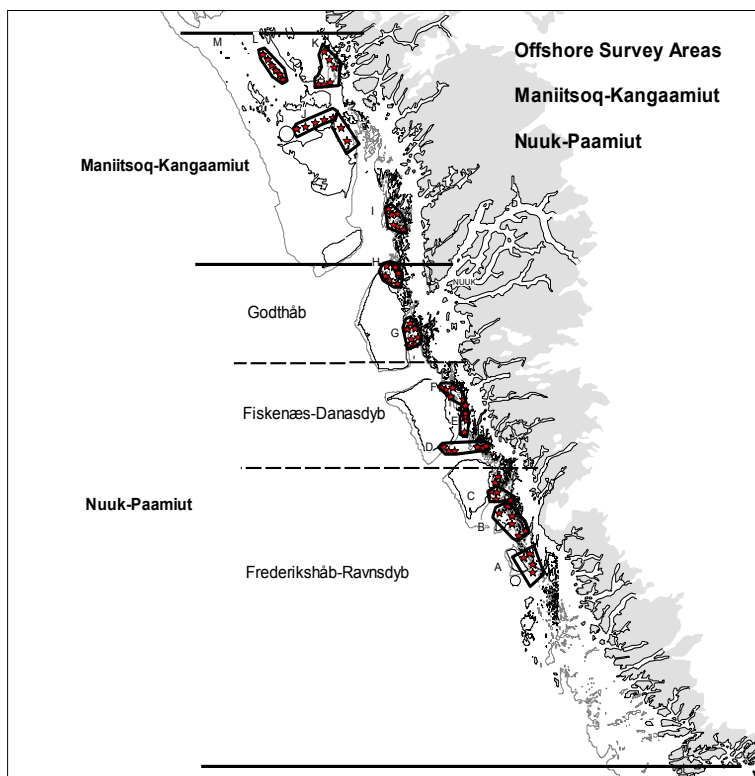 M
L
K
Offshore Survey Areas
Maniitsoq-Kangaamiut
Nuuk-Paamiut
Maniitsoq-Kangaamiut
I
H
NUUK
Godthåb
G
F
Fiskenæs-Danasdyb
E
D
C
Nuuk-Paamiut
B
A
Frederikshåb-Ravnsdyb